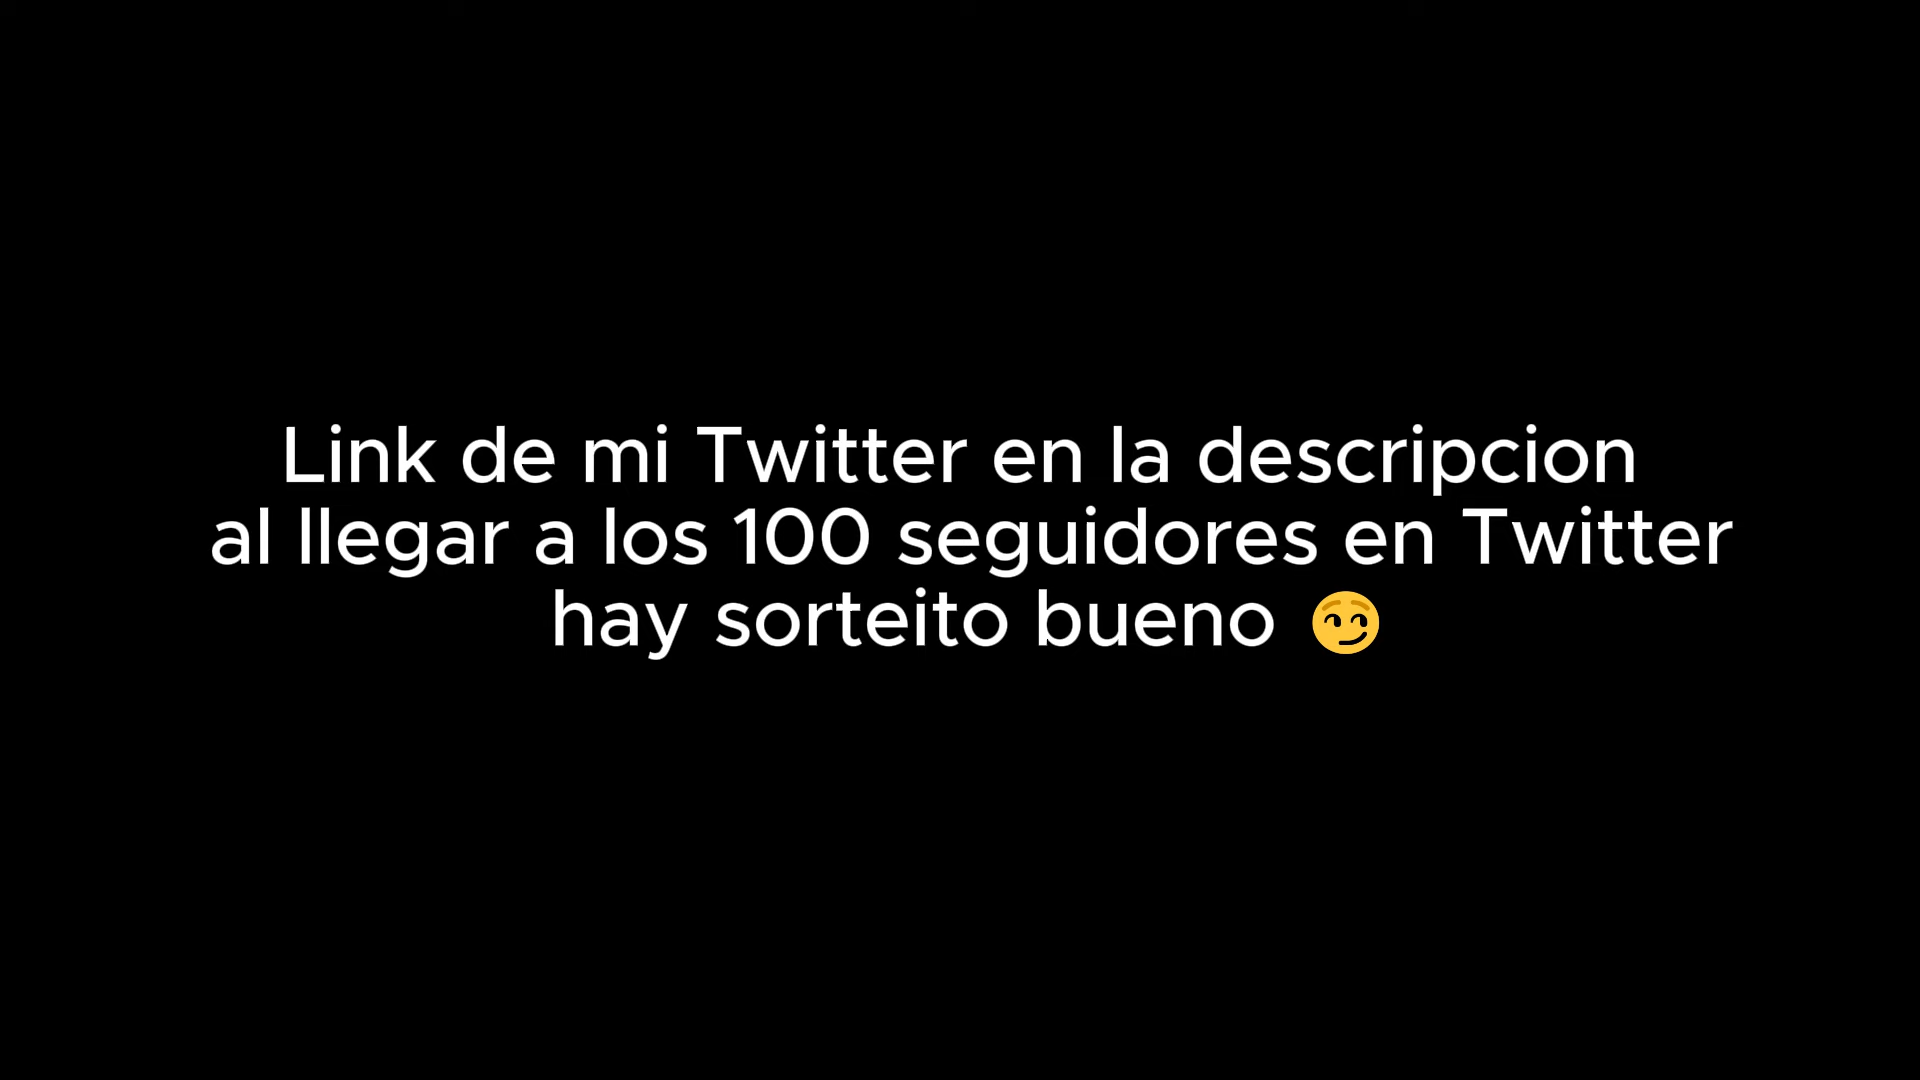 Link de mi Twitter en la descripcion
al llegar a los 100 seguidores en Twitter
hay sorteito bueno 😏